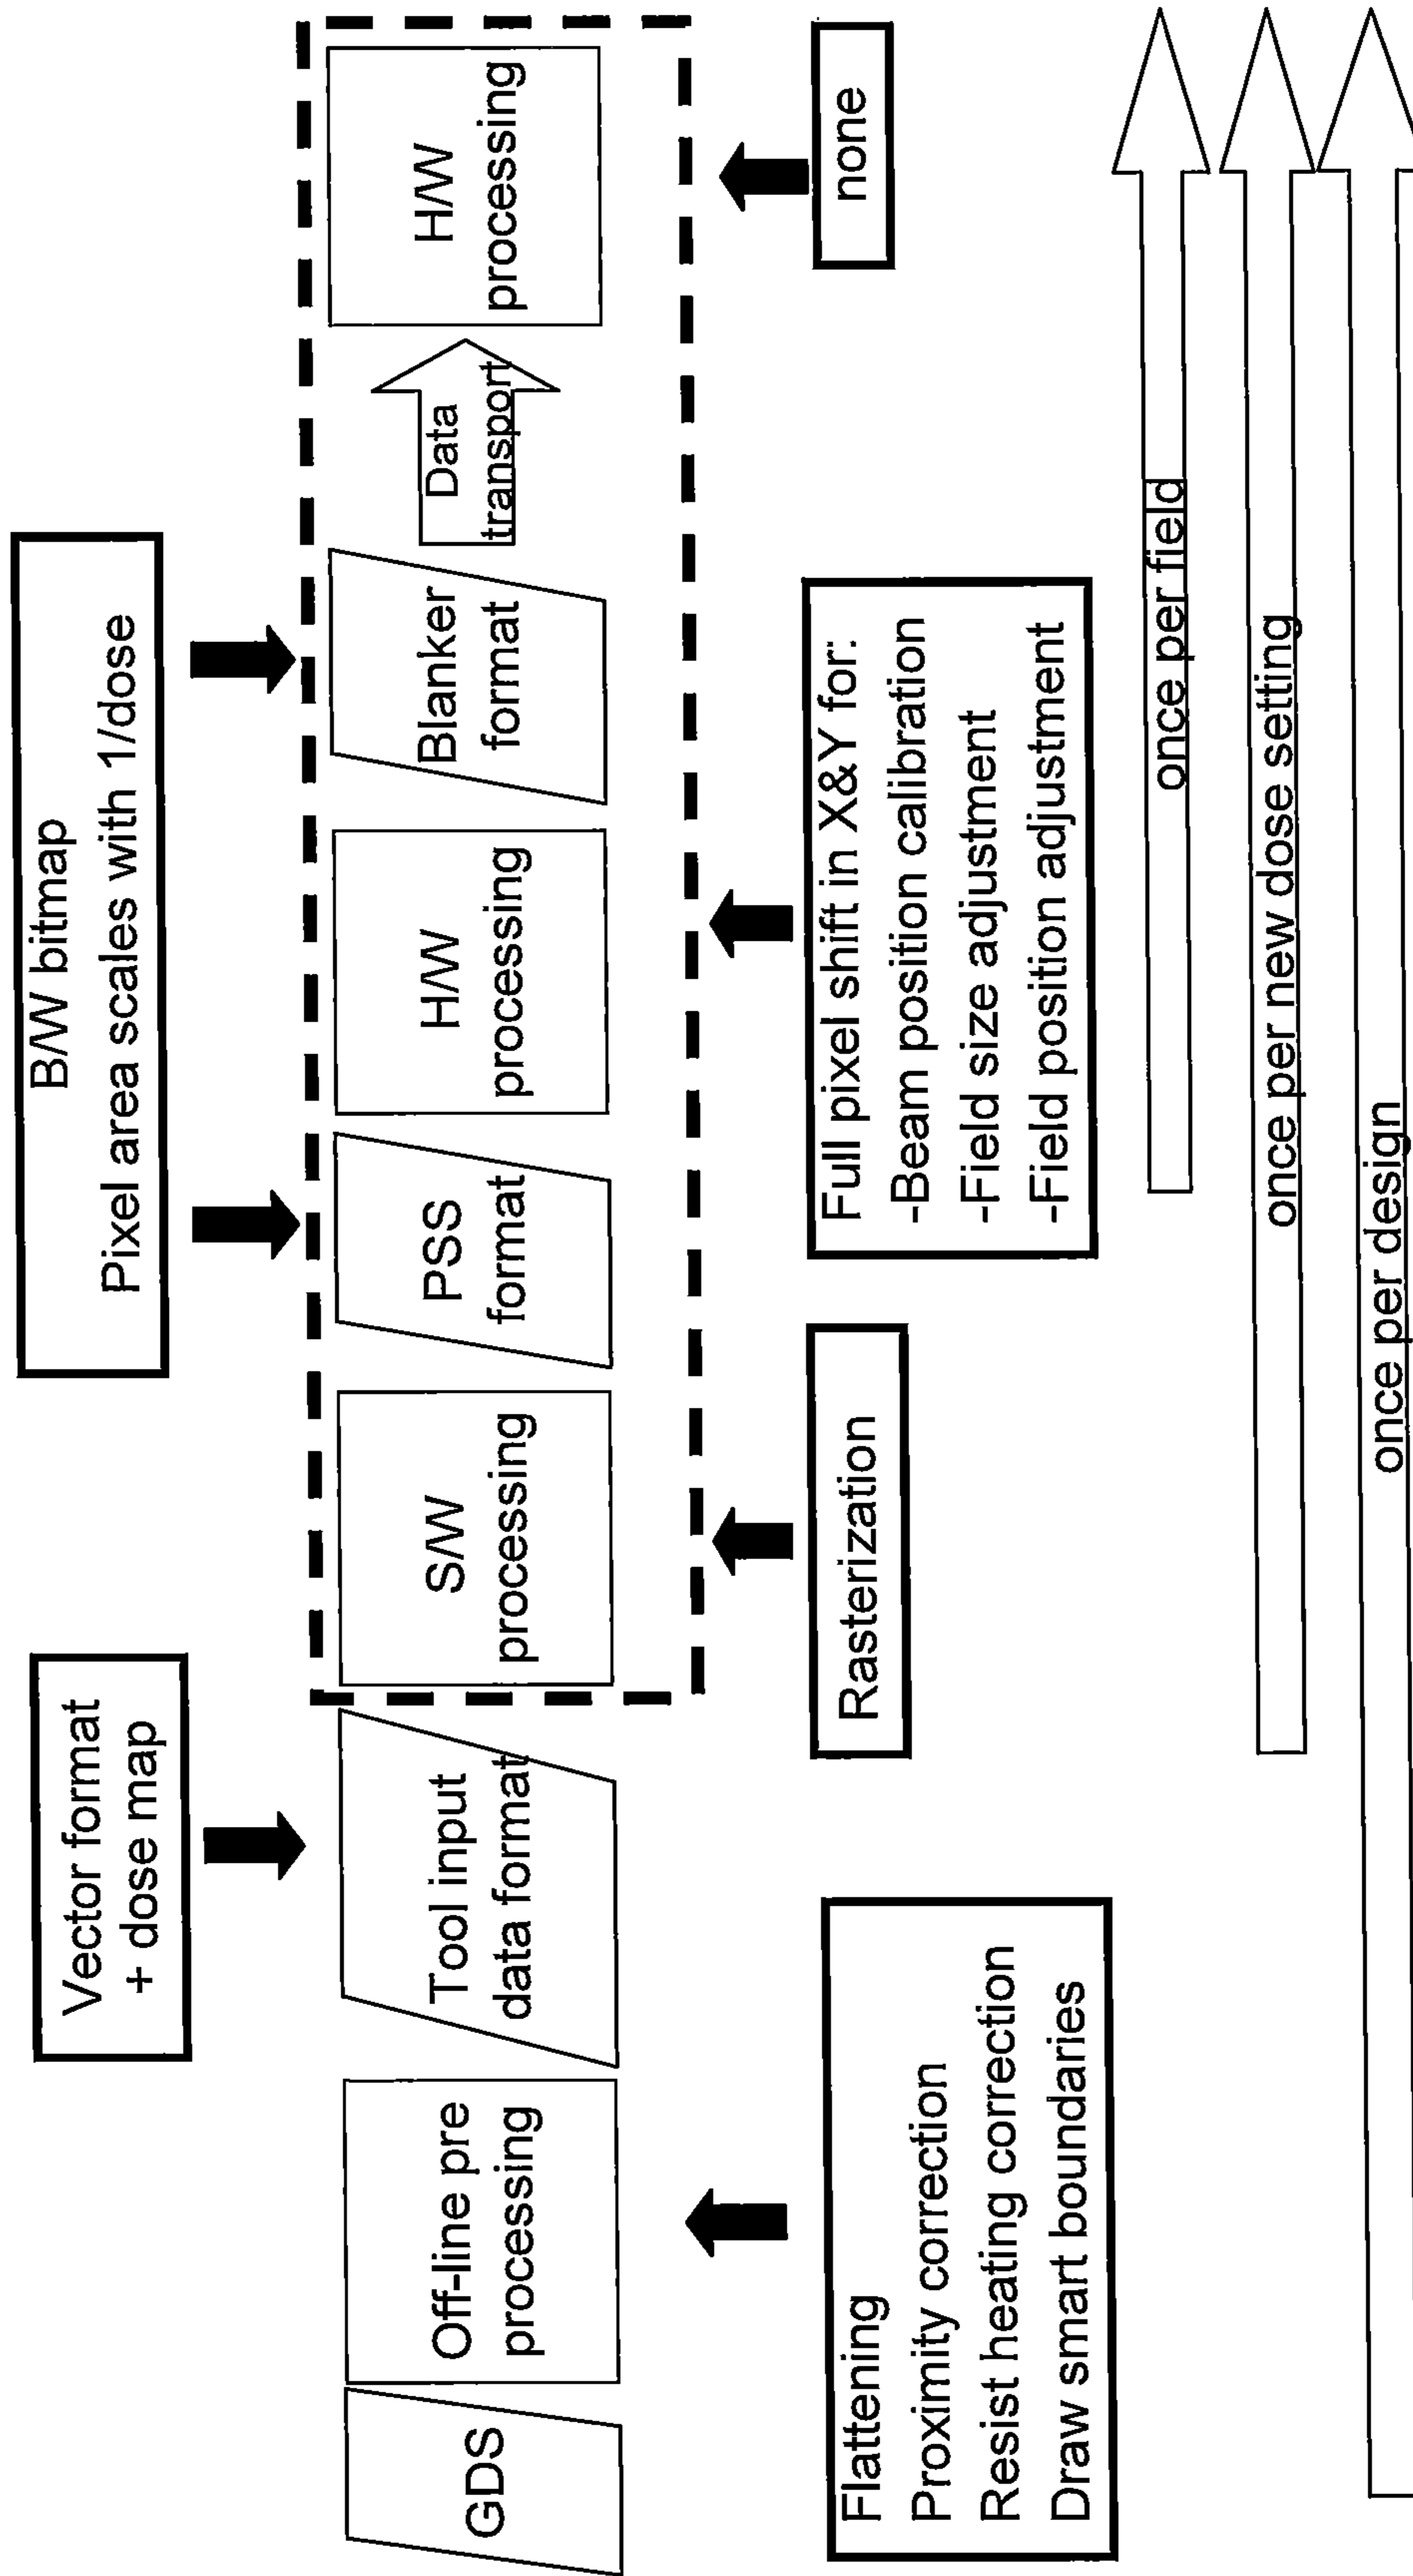 Vector format
+ dose map
B/W bitmap
Pixel area scales with 1/dose
GDS
Off-line pre
processing
Tool input
data format
S/W
processing
PSS
format
H/W
processing
Blanker
format
Data
transport
H/W
processing
Flattening
Proximity correction
Resist heating correction
Draw smart boundaries
Rasterization
Full pixel shift in X&Y for:
-Beam position calibration
-Field size adjustment
-Field position adjustment
none
once per field
once per new dose setting
once per design